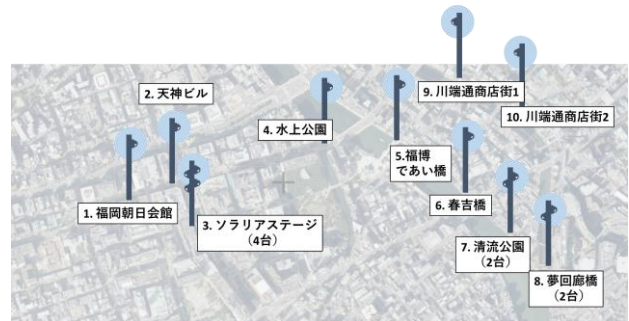 1. 福岡朝日会館
2. 天神ビル
3. ソラリアステージ
（4台）
4. 水上公園
5.福博
であい橋
6. 春吉橋
7. 清流公園
（2台）
8. 夢回廊橋
（2台）
9. 川端通商店街1
10. 川端通商店街2